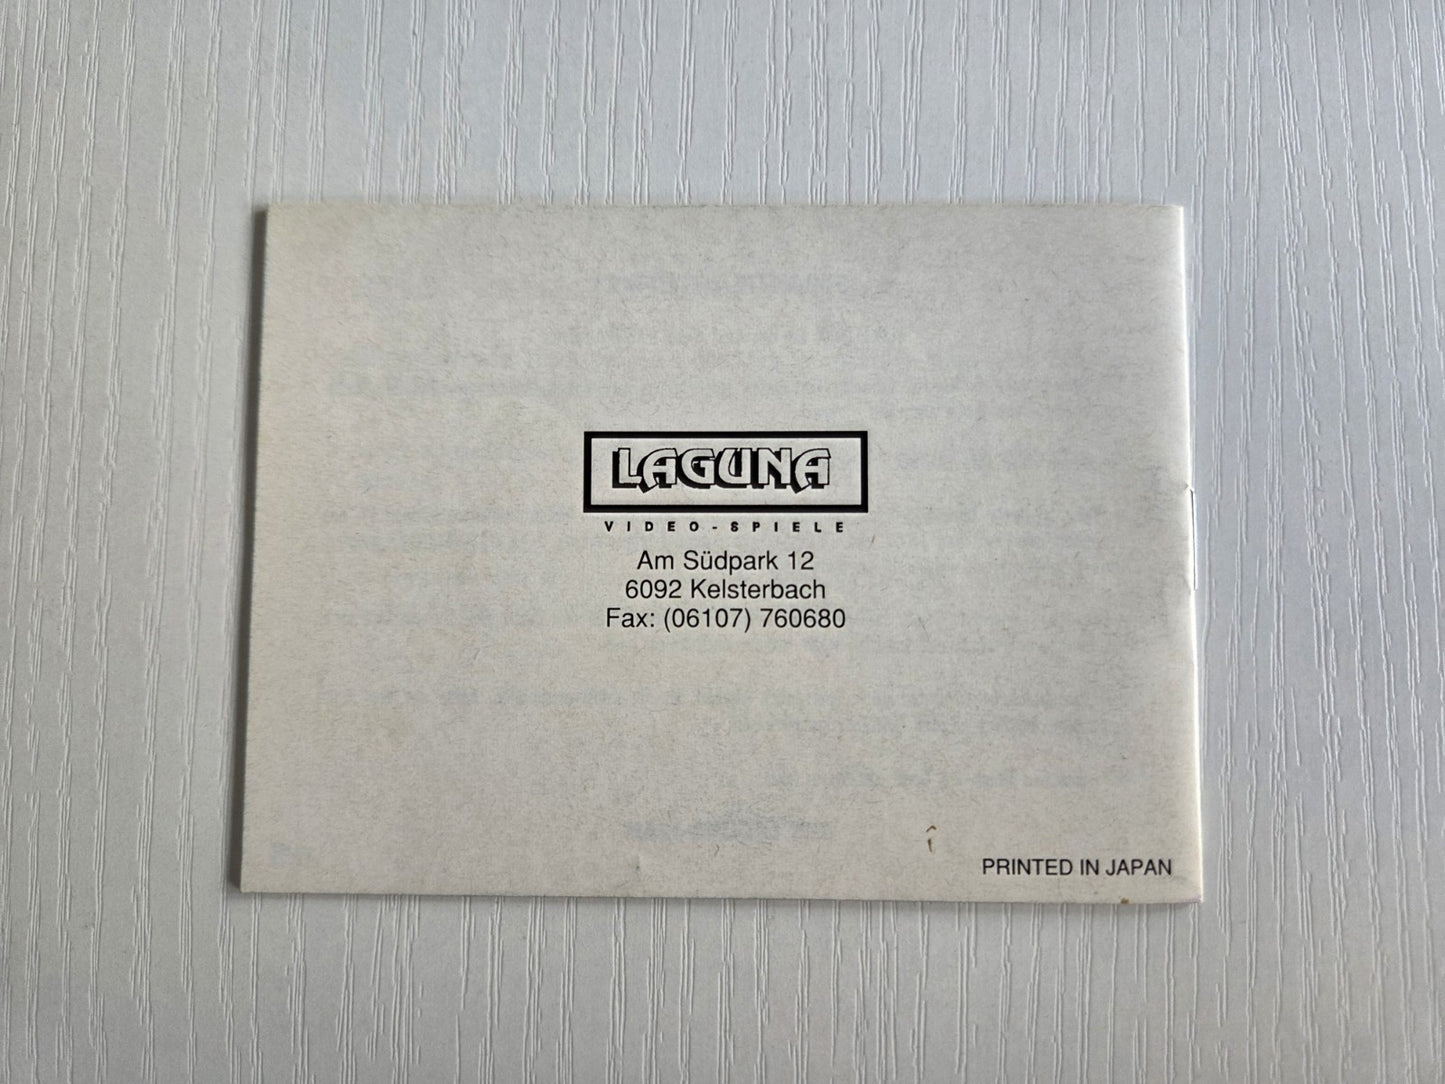 LAGUNA
VIDEO-SPIELE
Am Südpark 12
6092 Kelsterbach
Fax: (06107) 760680
PRINTED IN JAPAN